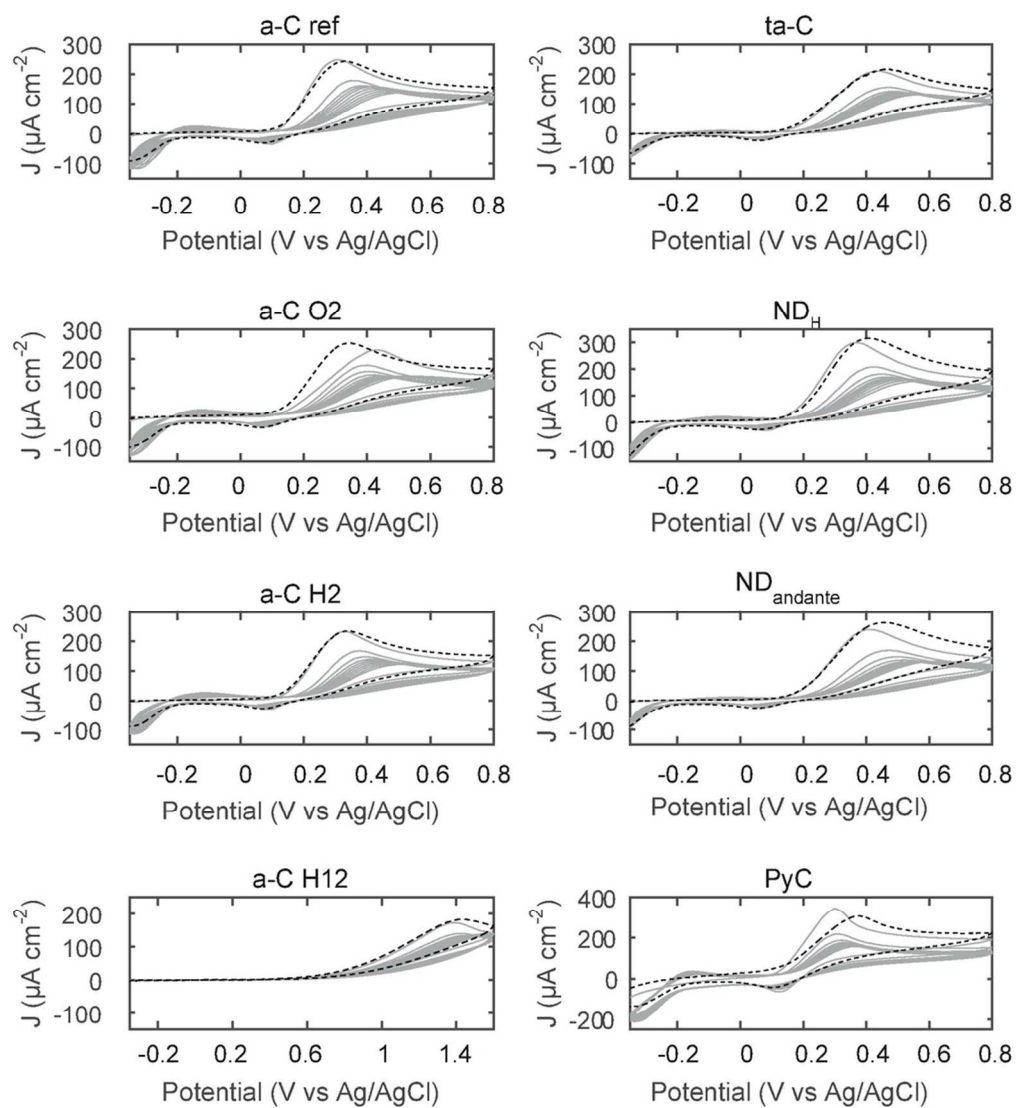 a-C ref
300
200
100
0
-100
J (µA cm-2)
-0.2 0 0.2 0.4 0.6 0.8
Potential (V vs Ag/AgCl)
ta-C
300
200
100
0
-100
J (µA cm-2)
-0.2 0 0.2 0.4 0.6 0.8
Potential (V vs Ag/AgCl)
a-C O2
300
200
100
0
-100
J (µA cm-2)
-0.2 0 0.2 0.4 0.6 0.8
Potential (V vs Ag/AgCl)
NDH
300
200
100
0
-100
J (µA cm-2)
-0.2 0 0.2 0.4 0.6 0.8
Potential (V vs Ag/AgCl)
a-C H2
300
200
100
0
-100
J (µA cm-2)
-0.2 0 0.2 0.4 0.6 0.8
Potential (V vs Ag/AgCl)
NDandante
300
200
100
0
-100
J (µA cm-2)
-0.2 0 0.2 0.4 0.6 0.8
Potential (V vs Ag/AgCl)
a-C H12
200
100
0
-100
J (µA cm-2)
-0.2 0.2 0.6 1 1.4
Potential (V vs Ag/AgCl)
PyC
400
200
0
-200
J (µA cm-2)
-0.2 0 0.2 0.4 0.6 0.8
Potential (V vs Ag/AgCl)